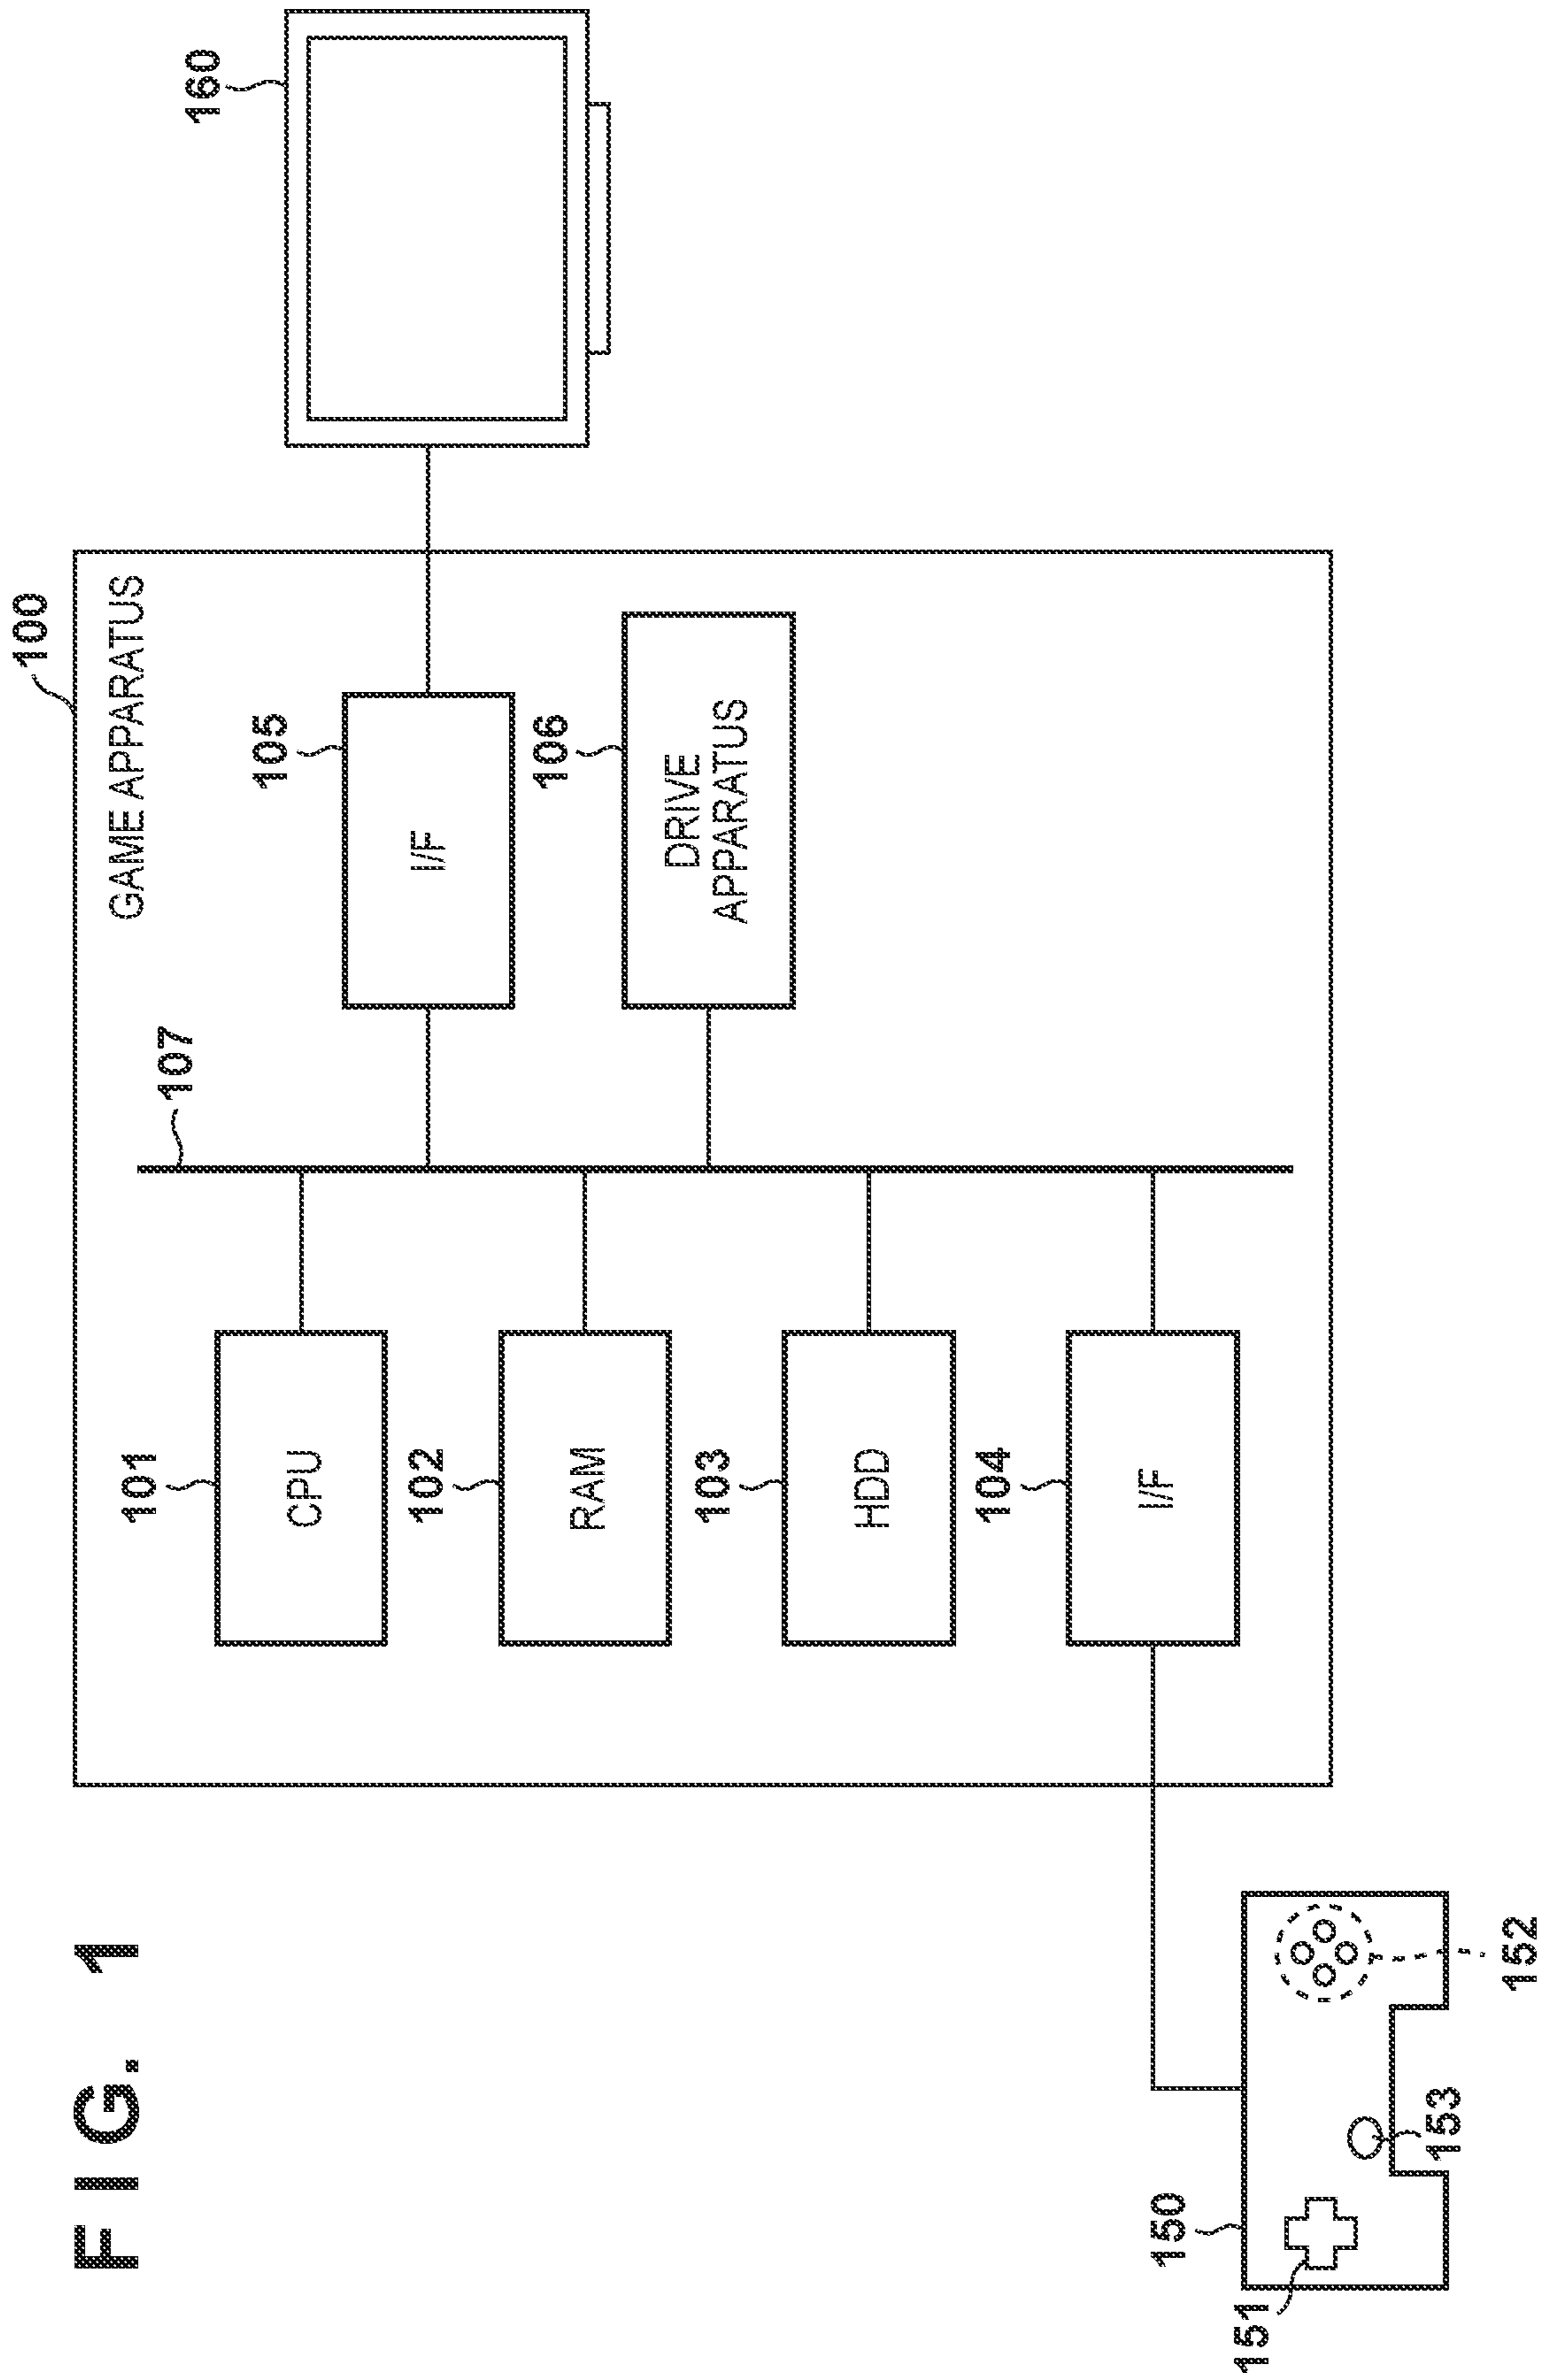 FIG. 1
100
GAME APPARATUS
101
107
160
105
CPU
I/F
102
106
RAM
DRIVE
APPARATUS
103
HDD
104
I/F
150
151
153
152